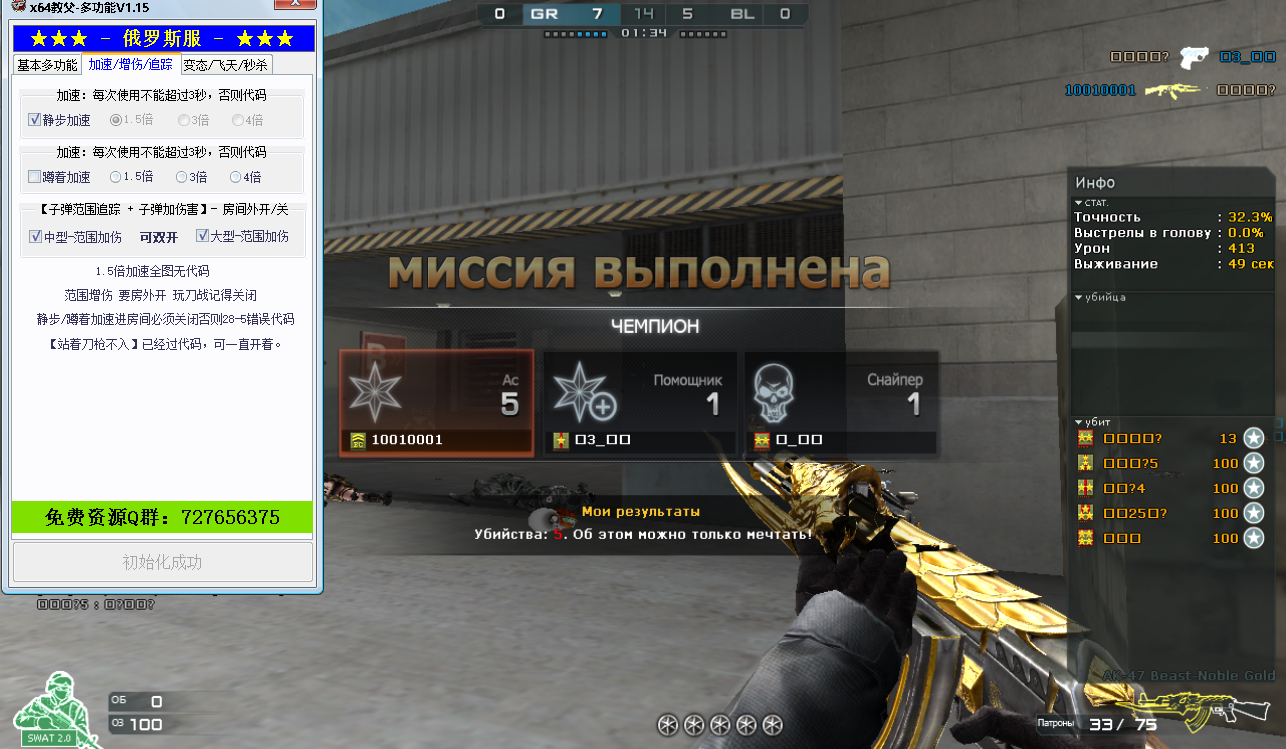 x64教父-多功能V1.15
★★★ - 俄罗斯服 - ★★★
基本多功能 加速/增伤/追踪 变态/飞天/秒杀
加速：每次使用不能超过3秒，否则代码
静步加速 1.5倍 3倍 4倍
加速：每次使用不能超过3秒，否则代码
蹲着加速 1.5倍 3倍 4倍
【子弹范围追踪 + 子弹加伤害】- 房间外开/关
中型-范围加伤 可双开 大型-范围加伤
1.5倍加速全图无代码
范围增伤 要房外开 玩刀战记得关闭
静步/蹲着加速进房间必须关闭否则28-5错误代码
【站着刀枪不入】已经过代码，可一直开着。
免费资源Q群：727656375
初始化成功
□□□?5 : □?□□?
0 GR 7 14 5 BL 0
01:34
□□□□? □3_□□
10010001 □□□□?
миссия выполнена
ЧЕМПИОН
Ас
5
10010001
Помощник
1
□3_□□
Снайпер
1
□_□□
Мои результаты
Убийства: 5. Об этом можно только мечтать!
Инфо
СТАТ.
Точность : 32.3%
Выстрелы в голову : 0.0%
Урон : 413
Выживание : 49 сек
убийца
убит
□□□□? 13
□□□?5 100
□□?4 100
□□25□? 100
□□□ 100
AK-47 Beast-Noble Gold
Патроны 33/ 75
ОБ 0
ОЗ 100
SWAT 2.0